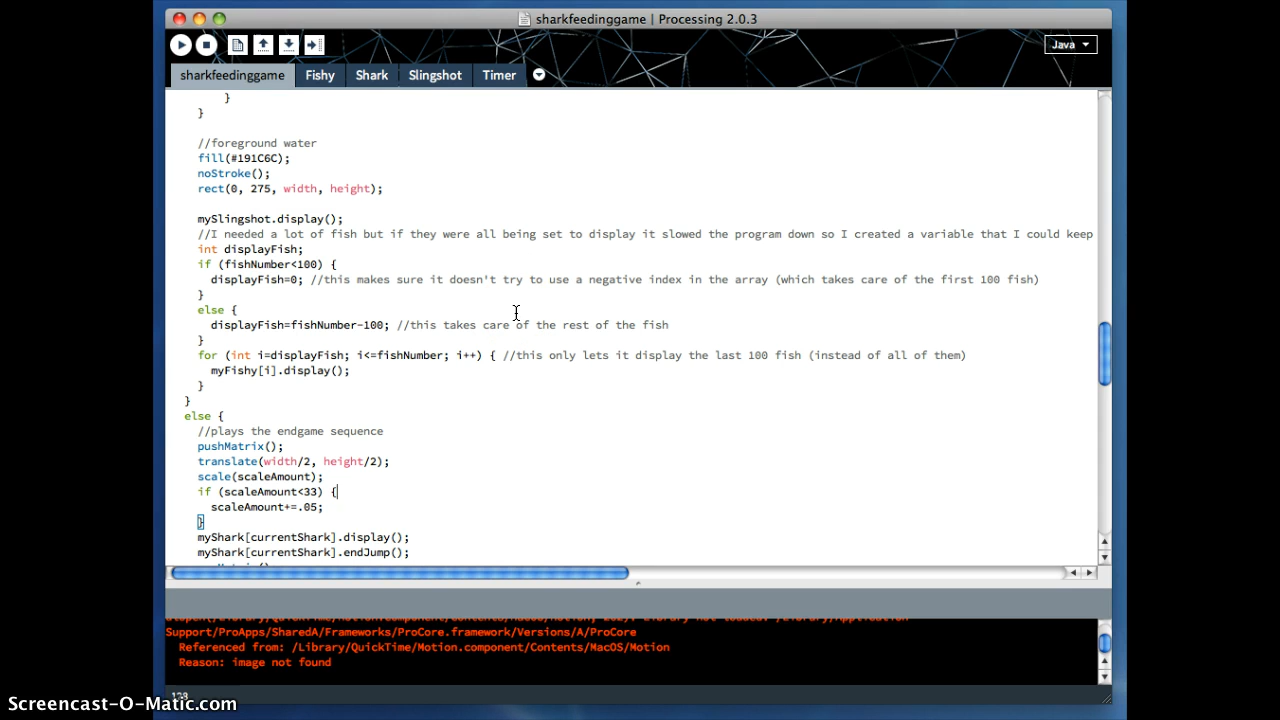 sharkfeedinggame | Processing 2.0.3
Java
sharkfeedinggame Fishy Shark Slingshot Timer
}
}
//foreground water
fill(#191C6C);
noStroke();
rect(0, 275, width, height);
mySlingshot.display();
//I needed a lot of fish but if they were all being set to display it slowed the program down so I created a variable that I could keep
int displayFish;
if (fishNumber<100) {
displayFish=0; //this makes sure it doesn't try to use a negative index in the array (which takes care of the first 100 fish)
}
else {
displayFish=fishNumber-100; //this takes care of the rest of the fish
}
for (int i=displayFish; i<=fishNumber; i++) { //this only lets it display the last 100 fish (instead of all of them)
myFishy[i].display();
}
}
else {
//plays the endgame sequence
pushMatrix();
translate(width/2, height/2);
scale(scaleAmount);
if (scaleAmount<33) {
scaleAmount+=.05;
}
myShark[currentShark].display();
myShark[currentShark].endJump();
Support/ProApps/SharedA/Frameworks/ProCore.framework/Versions/A/ProCore
Referenced from: /Library/QuickTime/Motion.component/Contents/MacOS/Motion
Reason: image not found
Screencast-O-Matic.com